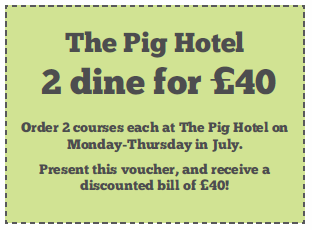 The Pig Hotel
2 dine for £40
Order 2 courses each at The Pig Hotel on
Monday-Thursday in July.
Present this voucher, and receive a
discounted bill of £40!